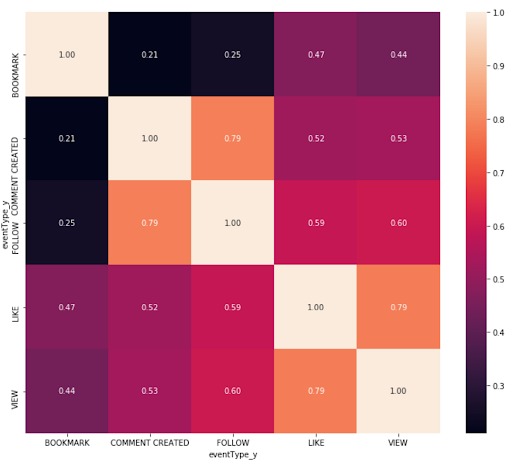 BOOKMARK 1.00 0.21 0.25 0.47 0.44
COMMENT CREATED 0.21 1.00 0.79 0.52 0.53
FOLLOW 0.25 0.79 1.00 0.59 0.60
LIKE 0.47 0.52 0.59 1.00 0.79
VIEW 0.44 0.53 0.60 0.79 1.00
eventType_y
BOOKMARK COMMENT CREATED FOLLOW LIKE VIEW
eventType_y
1.0
0.9
0.8
0.7
0.6
0.5
0.4
0.3